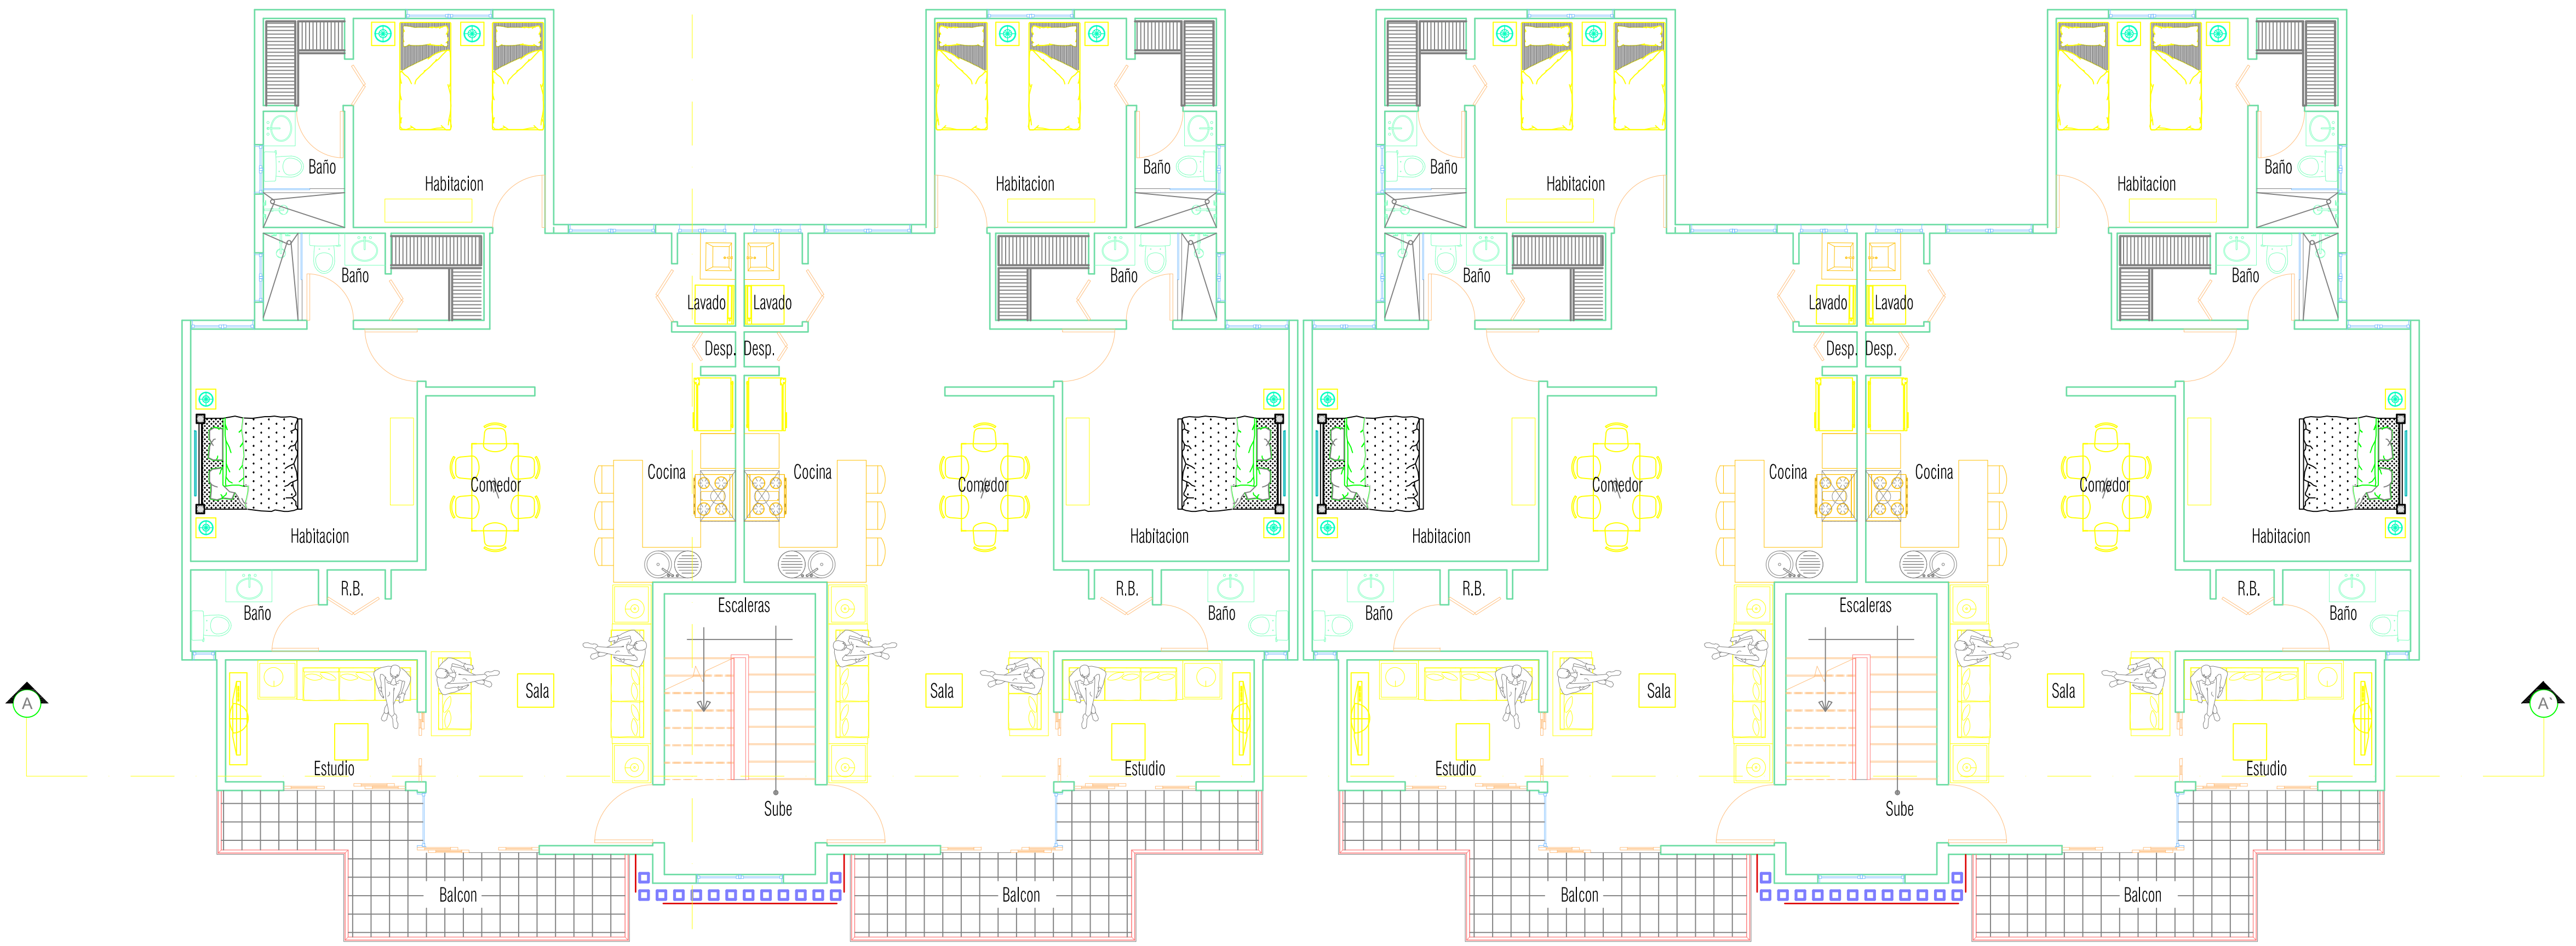 Baño
Baño
Baño
Baño
Habitacion
Habitacion
Habitacion
Habitacion
Baño
Baño
Baño
Baño
Lavado
Lavado
Lavado
Lavado
Desp.
Desp.
Desp.
Desp.
Cocina
Cocina
Cocina
Cocina
Comedor
Comedor
Comedor
Comedor
Habitacion
Habitacion
Habitacion
Habitacion
R.B.
R.B.
R.B.
R.B.
Escaleras
Escaleras
Baño
Baño
Baño
Baño
Sala
Sala
Sala
Sala
A
A`
Estudio
Estudio
Estudio
Estudio
Sube
Sube
Balcon
Balcon
Balcon
Balcon